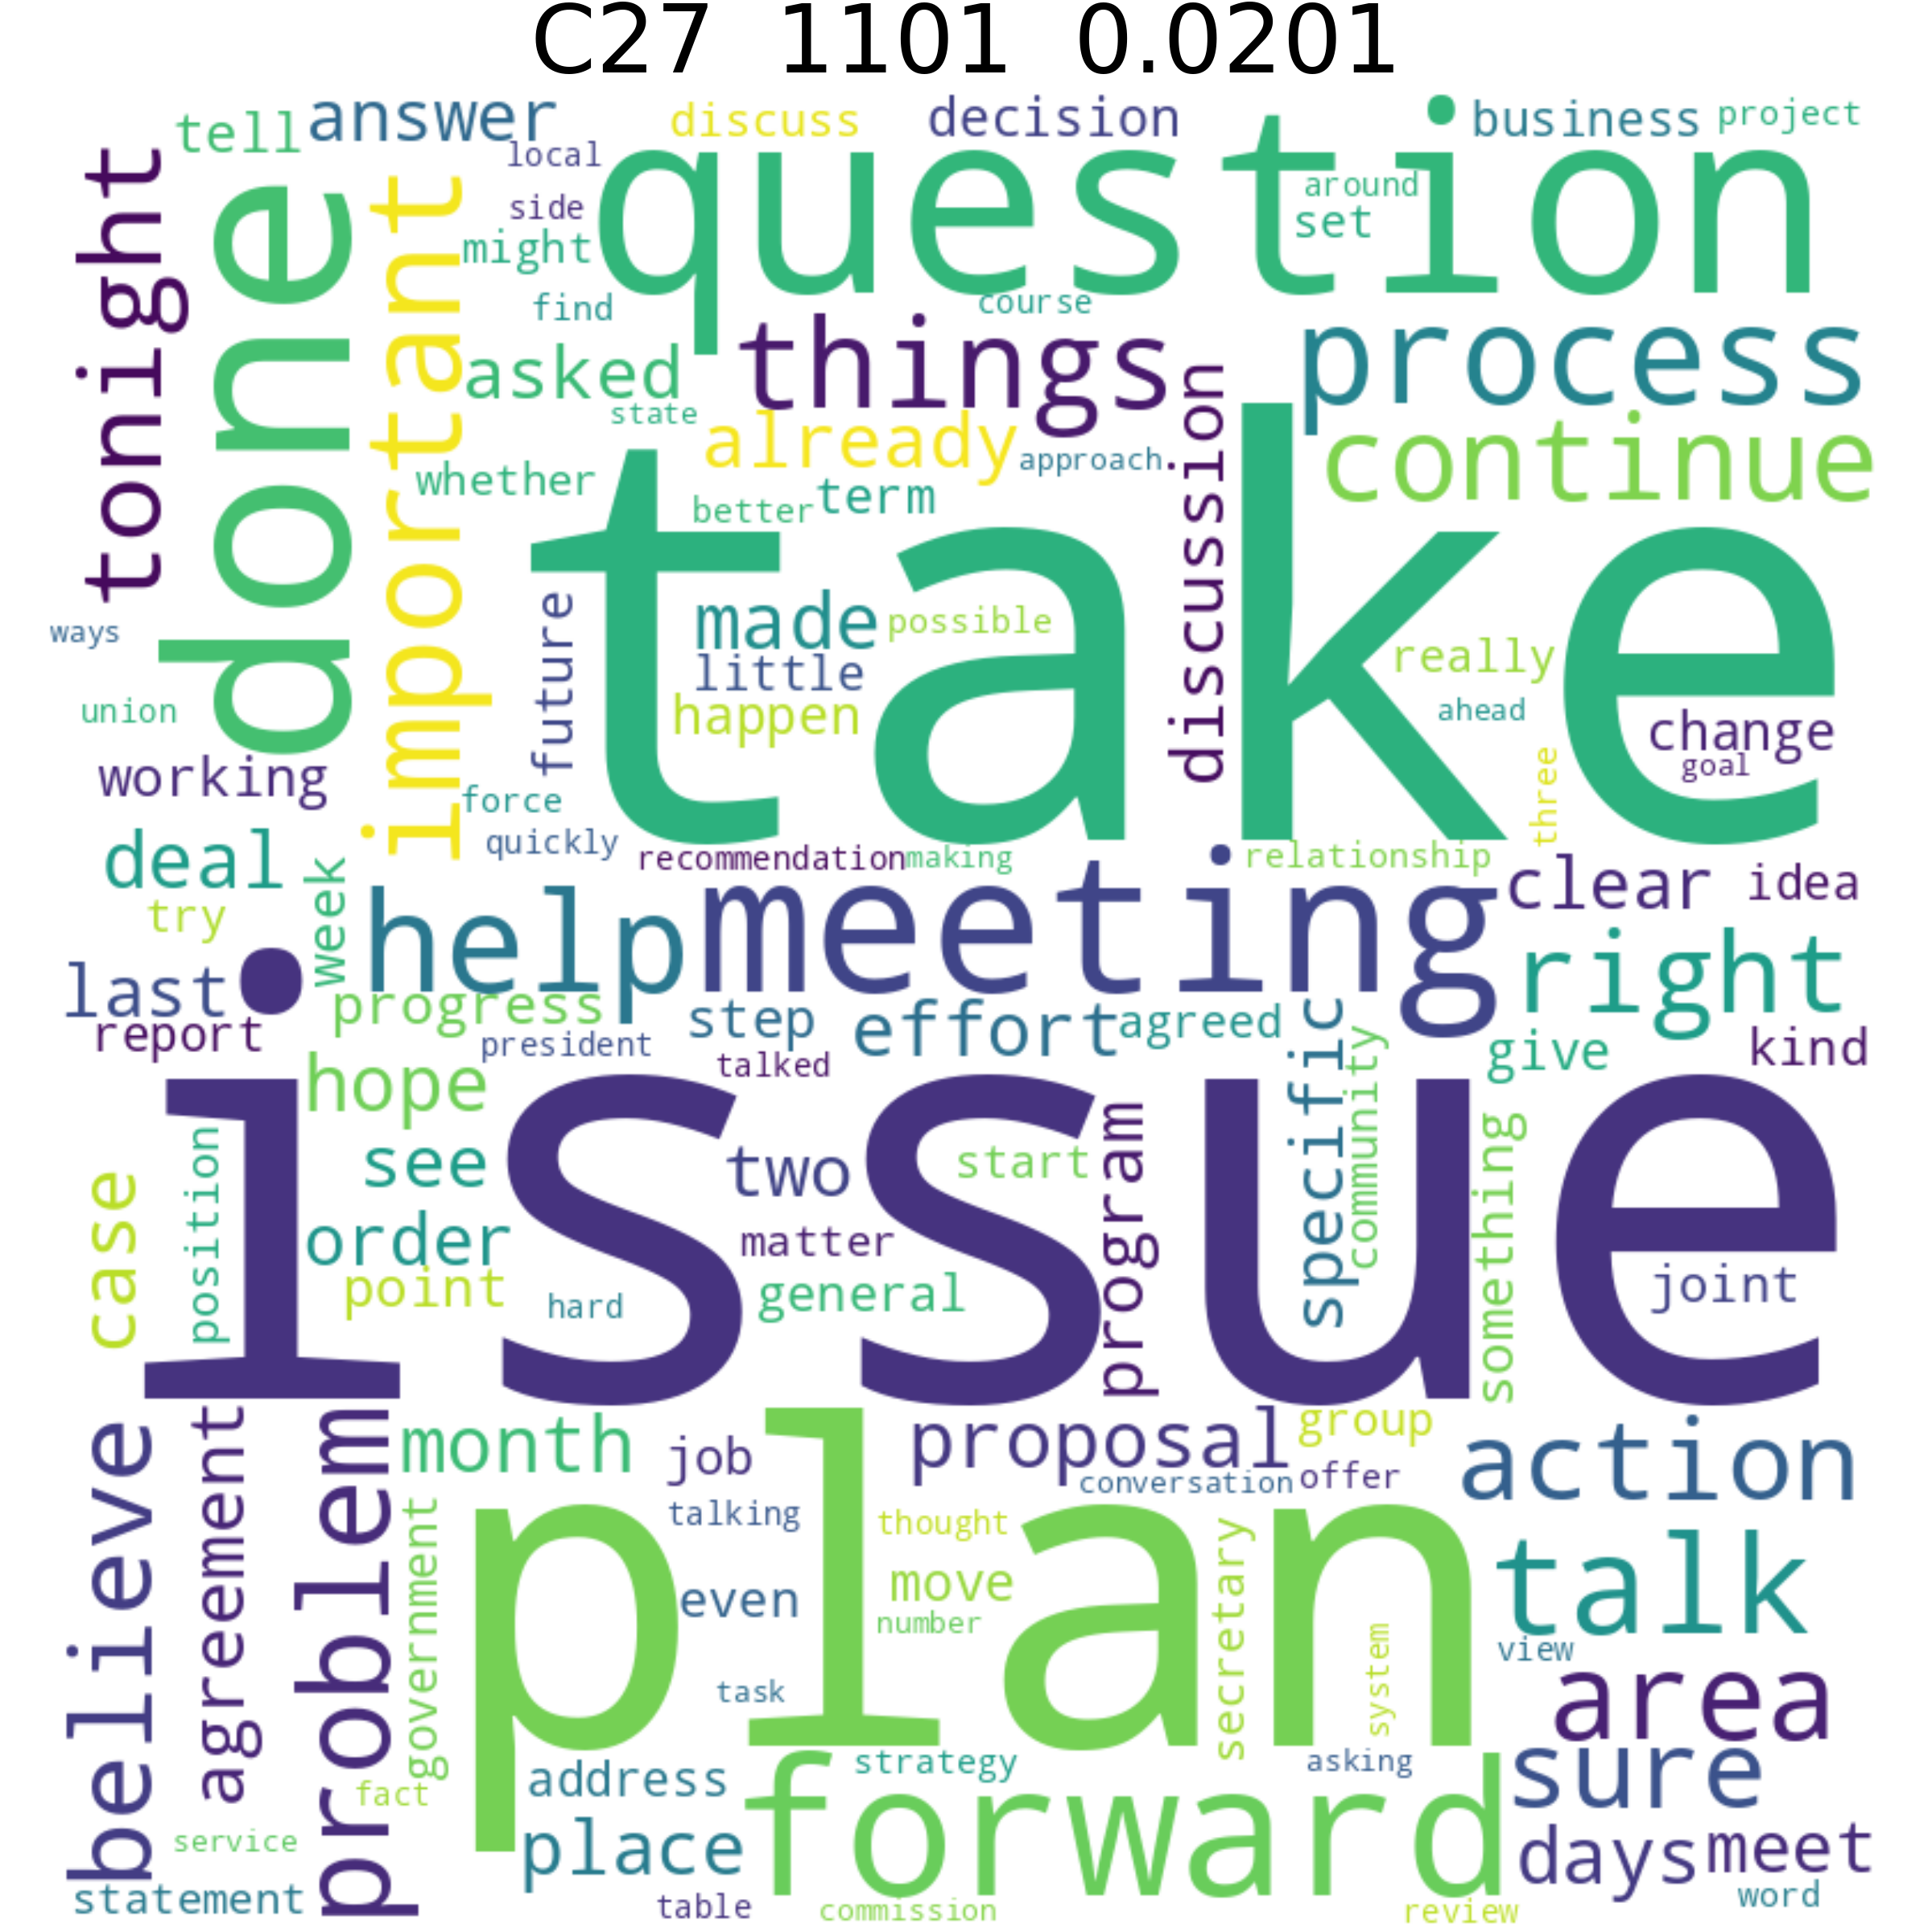 C27 1101 0.0201
tell answer discuss decision business project
local
tonight done important side might question around set
find course
asked things process
state already approach discussion continue
whether better term
take
ways future made possible
little really
union happen ahead change
working goal
force three
quickly
deal recommendation making relationship clear idea
try week help meeting
last right
report progress step effort agreed
president talked give kind
hope specific community
issue
see two start program something
case position order matter
point hard general joint
believe agreement problem month job proposal group action
conversation offer
government talking thought secretary talk
plan
even move
number system view
task area
address strategy asking sure
fact
service place forward days meet
statement table commission review word